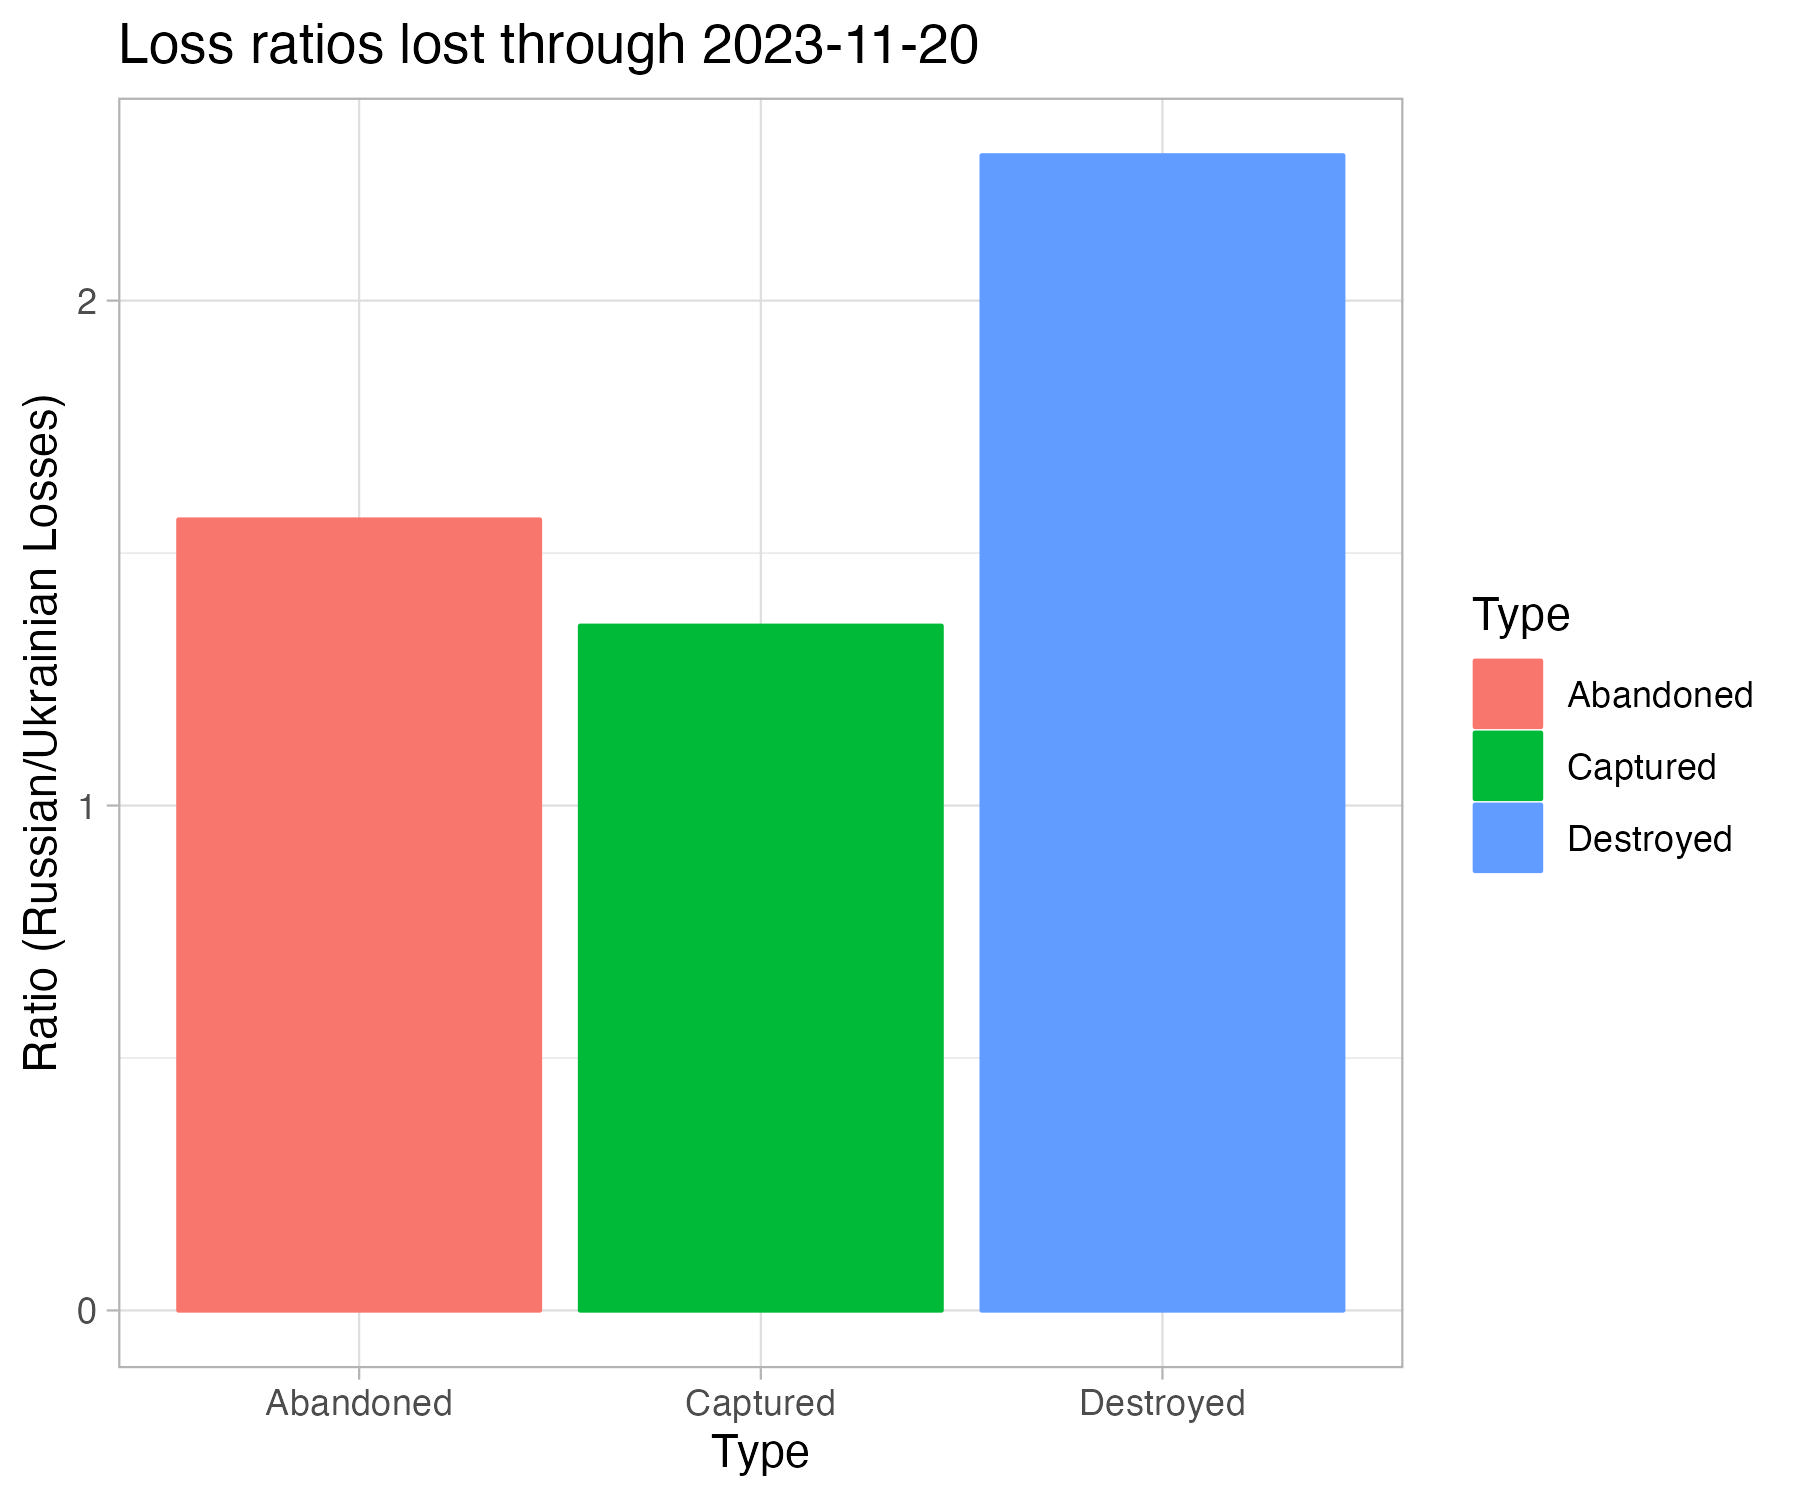 Loss ratios lost through 2023-11-20
Ratio (Russian/Ukrainian Losses)
2
1
0
Abandoned
Captured
Destroyed
Type
Type
Abandoned
Captured
Destroyed